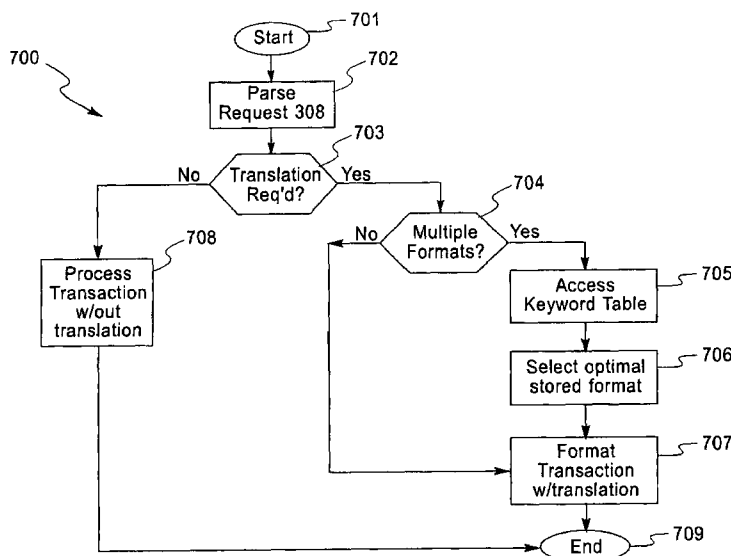 701
Start
700
702
Parse
Request 308
703
No
Translation
Req'd?
Yes
704
No
Multiple
Formats?
Yes
708
Process
Transaction
w/out
translation
Access
Keyword Table
705
Select optimal
stored format
706
Format
Transaction
w/translation
707
End
709